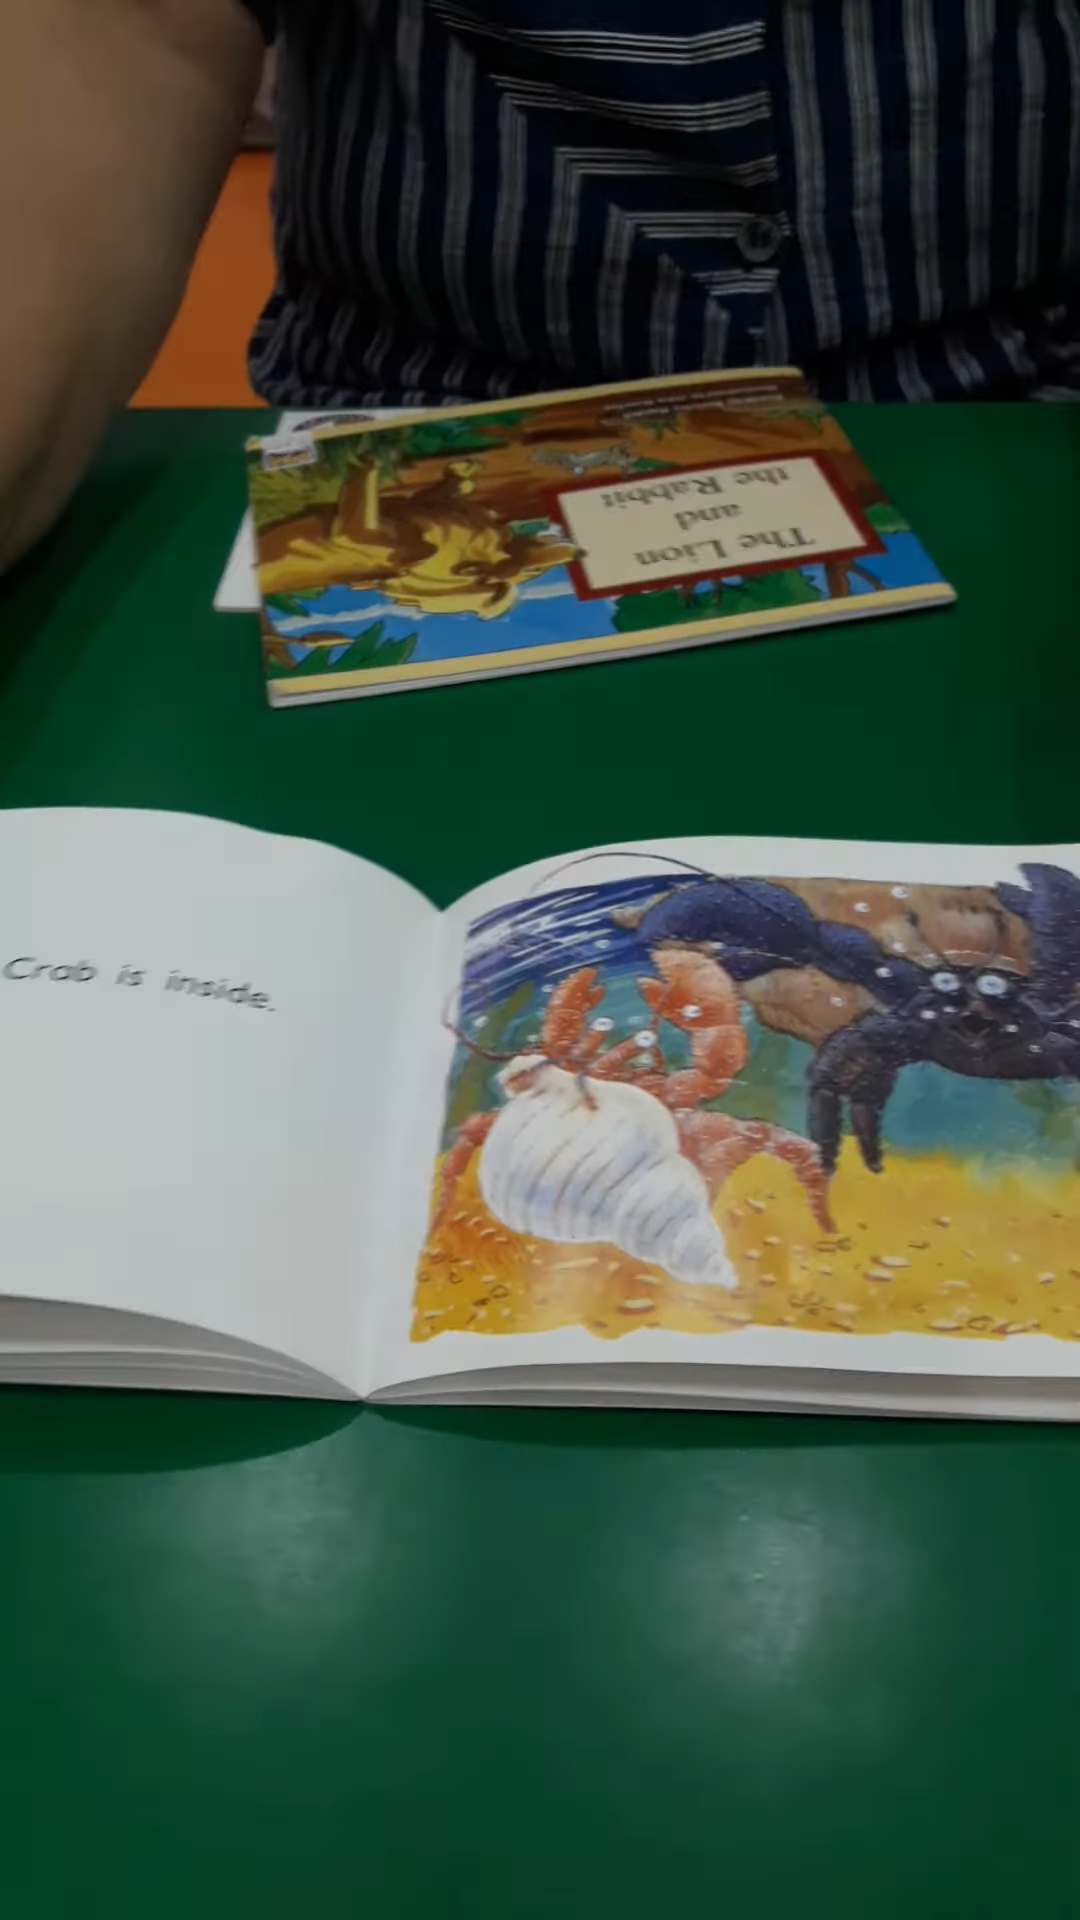 The Lion
and
the Rabbit
Crab is inside.